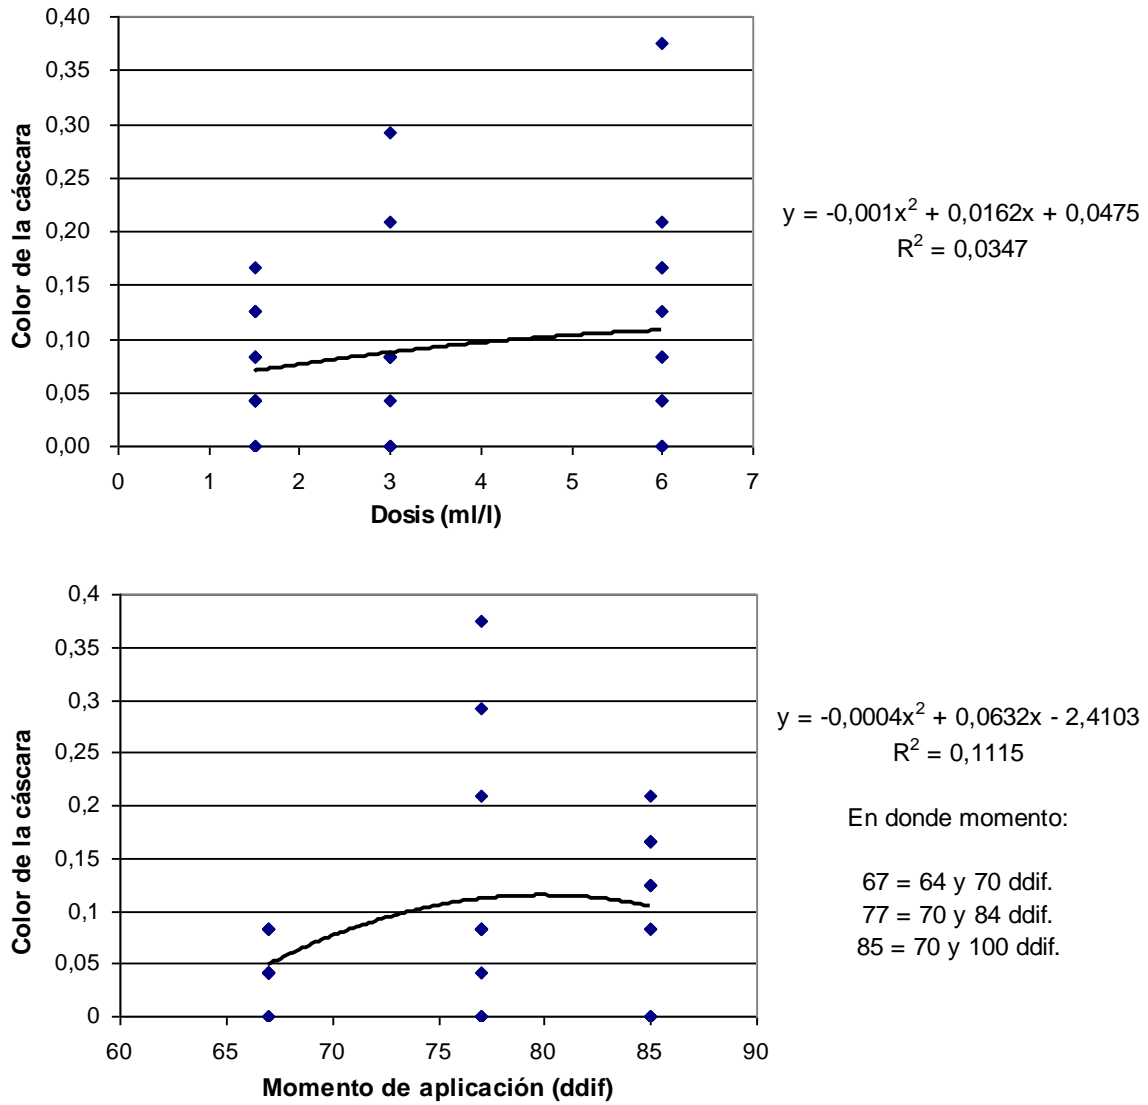 0,40
0,35
0,30
0,25
0,20
0,15
0,10
0,05
0,00
Color de la cáscara
0 1 2 3 4 5 6 7
Dosis (ml/l)
y = -0,001x² + 0,0162x + 0,0475
R² = 0,0347
0,4
0,35
0,3
0,25
0,2
0,15
0,1
0,05
0
Color de la cáscara
60 65 70 75 80 85 90
Momento de aplicación (ddif)
y = -0,0004x² + 0,0632x - 2,4103
R² = 0,1115
En donde momento:
67 = 64 y 70 ddif.
77 = 70 y 84 ddif.
85 = 70 y 100 ddif.